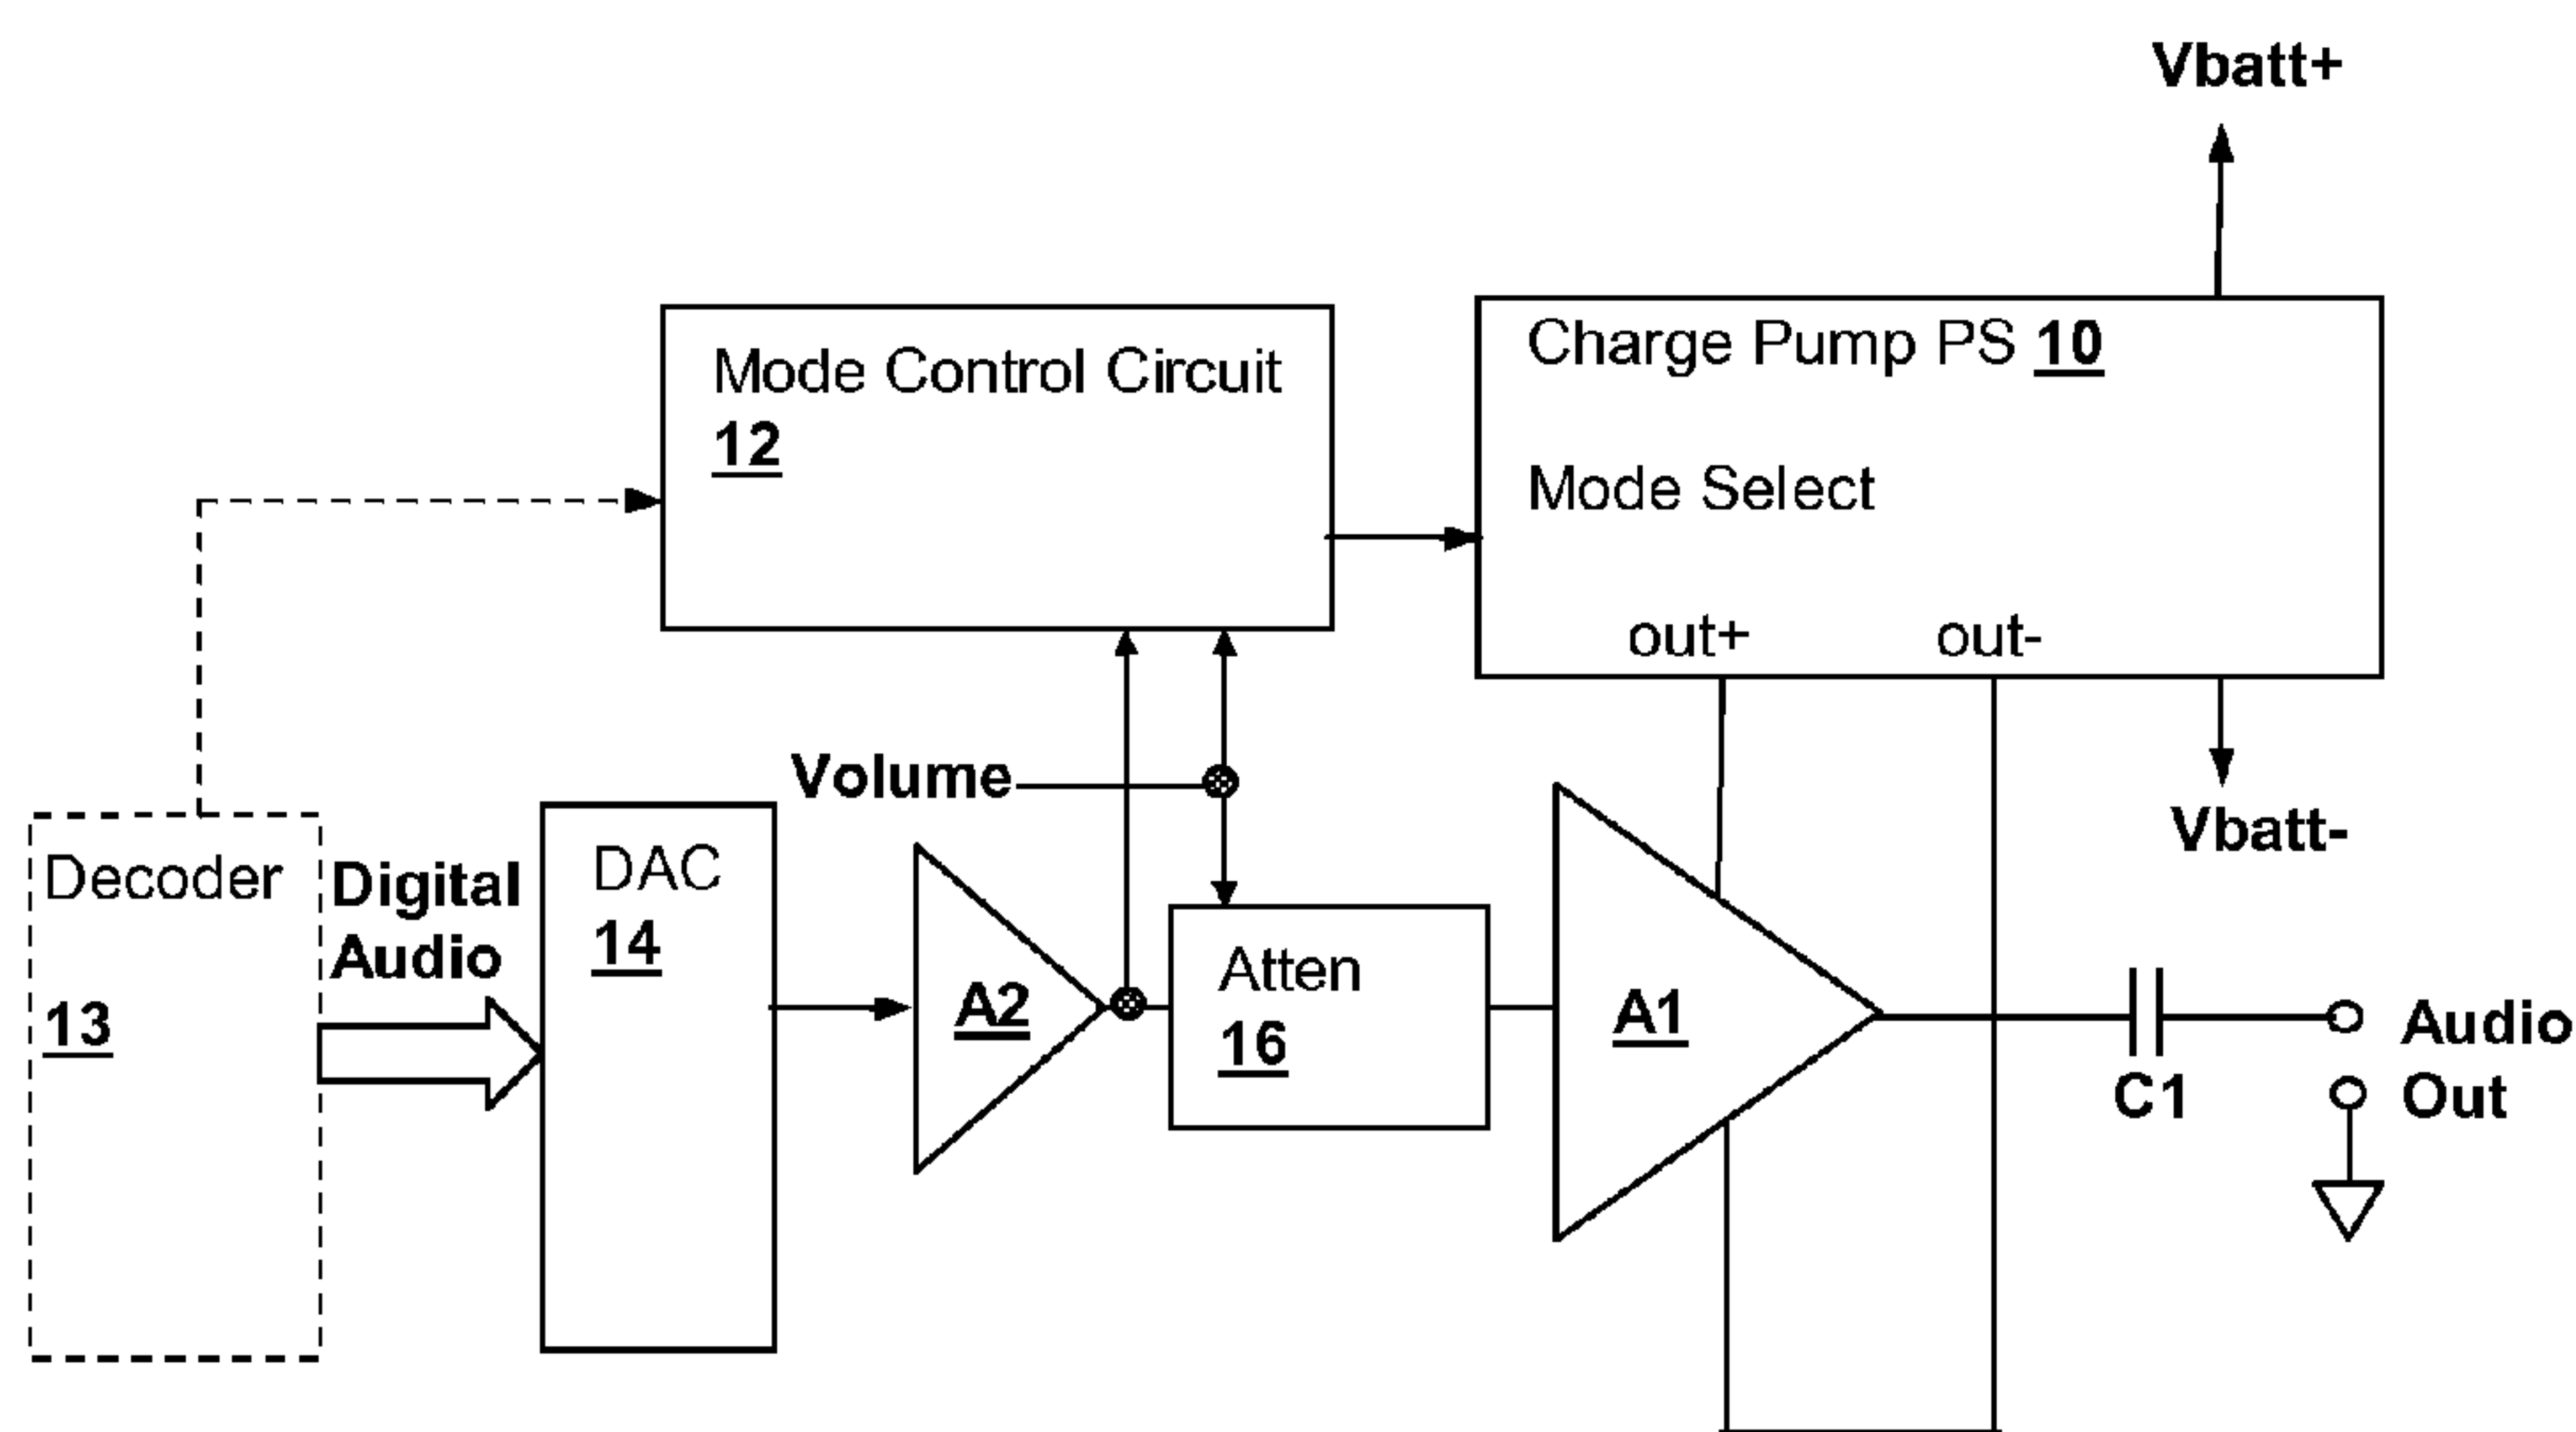 Vbatt+
Mode Control Circuit
12
Charge Pump PS 10
Mode Select
out+ out-
Volume
Vbatt-
Decoder
13
Digital
Audio
DAC
14
A2
Atten
16
A1
C1
Audio
Out